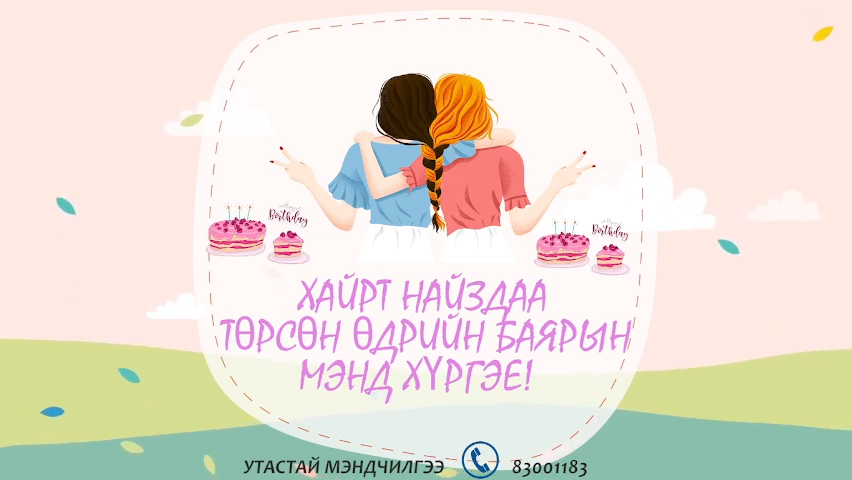 Birthday
Birthday
ХАЙРТ НАЙЗДАА
ТӨРСӨН ӨДРИЙН БАЯРЫН
МЭНД ХҮРГЭЕ!
УТАСТАЙ МЭНДЧИЛГЭЭ 83001183